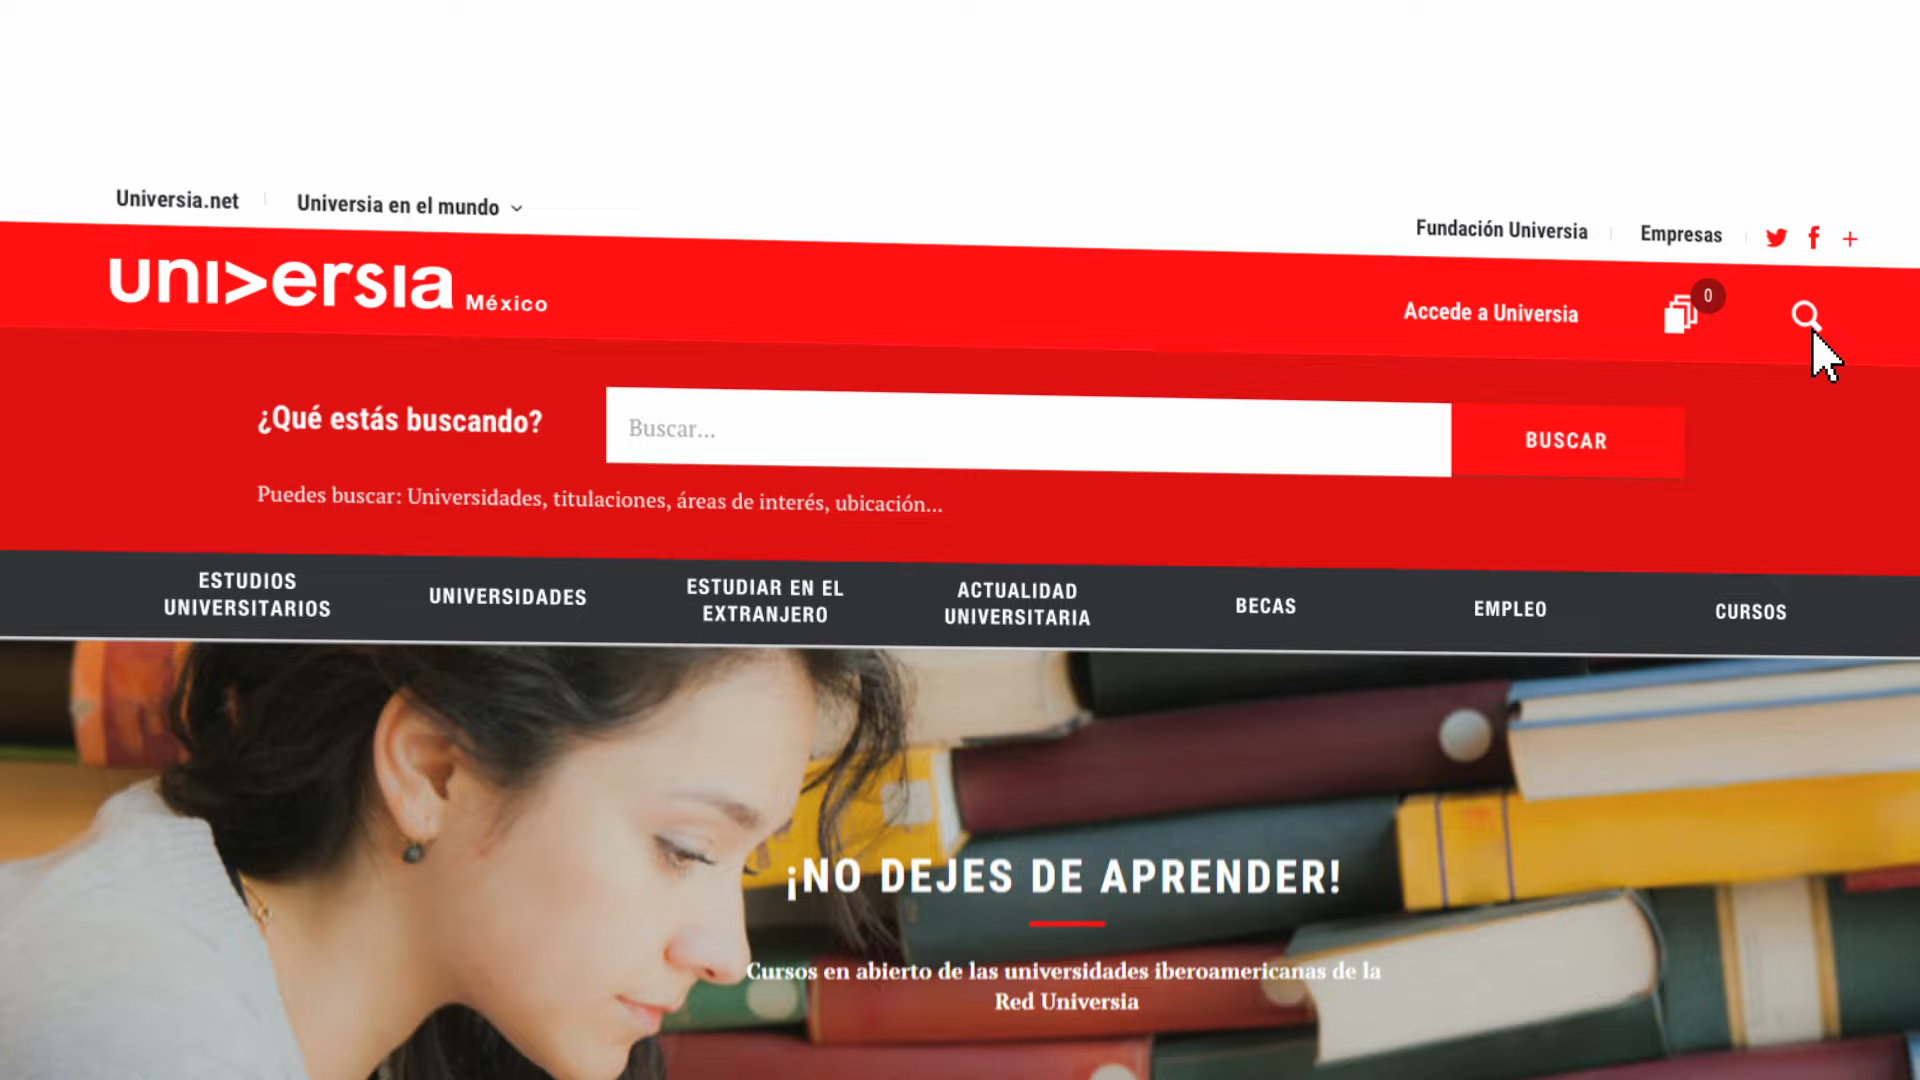 Universia.net
Universia en el mundo
Fundación Universia
Empresas
universia México
Accede a Universia
0
¿Qué estás buscando?
Buscar...
BUSCAR
Puedes buscar: Universidades, titulaciones, áreas de interés, ubicación...
ESTUDIOS
UNIVERSITARIOS
UNIVERSIDADES
ESTUDIAR EN EL
EXTRANJERO
ACTUALIDAD
UNIVERSITARIA
BECAS
EMPLEO
CURSOS
¡NO DEJES DE APRENDER!
Cursos en abierto de las universidades iberoamericanas de la
Red Universia